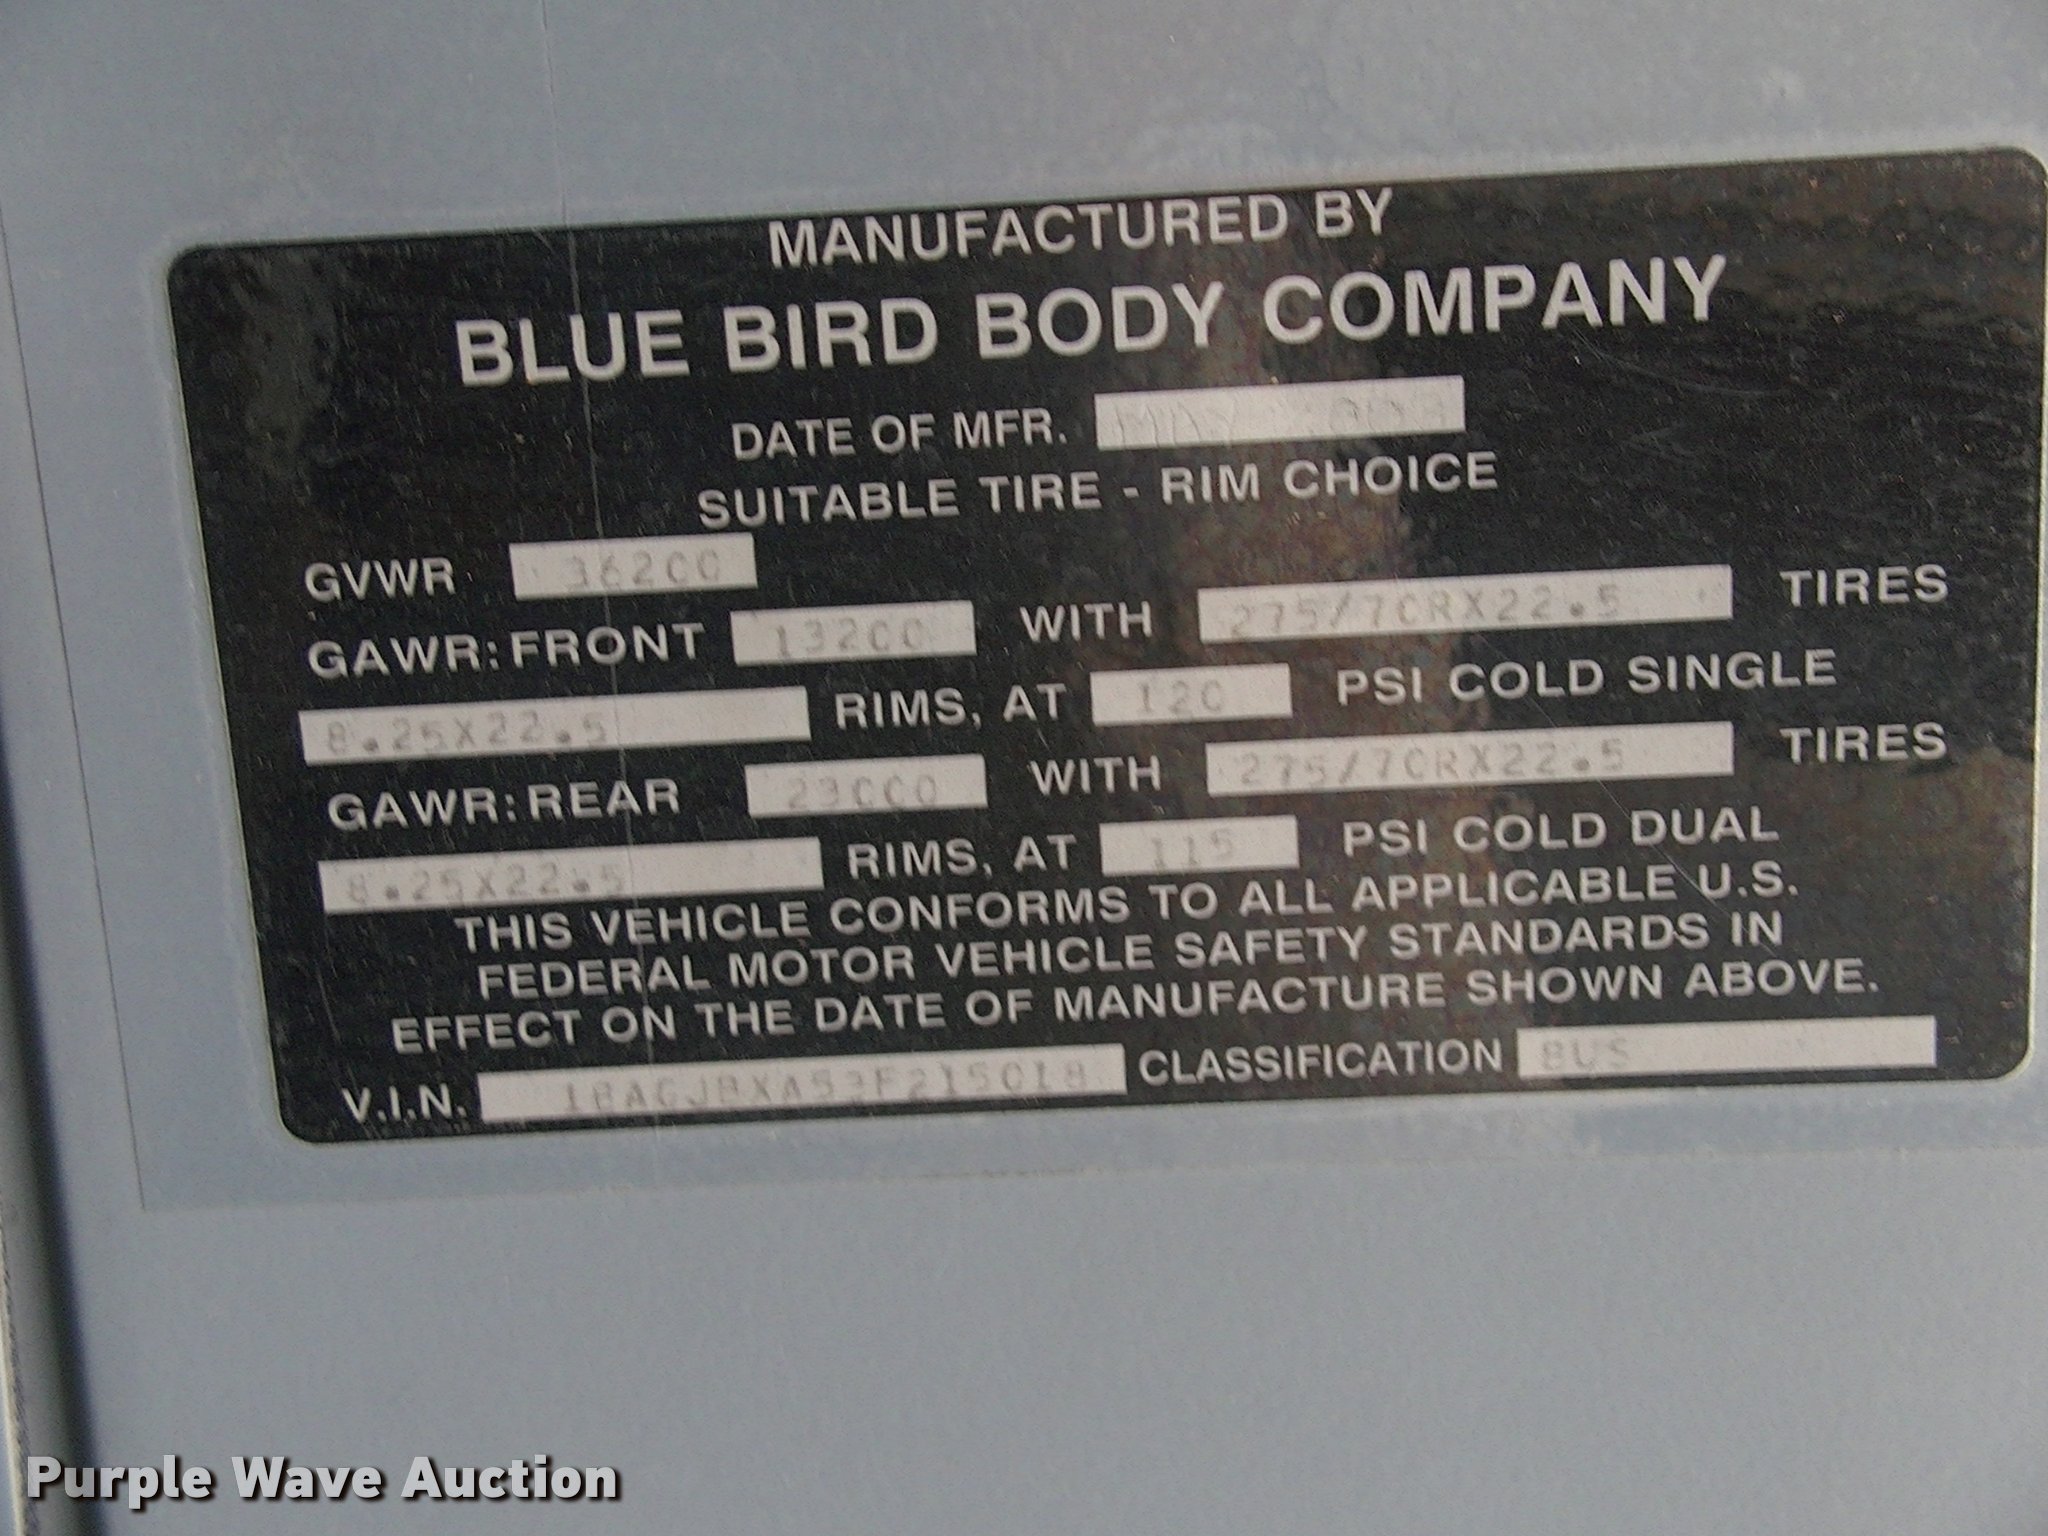 MANUFACTURED BY
BLUE BIRD BODY COMPANY
DATE OF MFR. MAY
SUITABLE TIRE - RIM CHOICE
GVWR 36200
GAWR: FRONT 13200 WITH 275/70RX22.5 TIRES
8.25X22.5 RIMS, AT 120 PSI COLD SINGLE
GAWR: REAR 23000 WITH 275/70RX22.5 TIRES
8.25X22.5 RIMS, AT 115 PSI COLD DUAL
THIS VEHICLE CONFORMS TO ALL APPLICABLE U.S.
FEDERAL MOTOR VEHICLE SAFETY STANDARDS IN
EFFECT ON THE DATE OF MANUFACTURE SHOWN ABOVE.
V.I.N. CLASSIFICATION BUS
Purple Wave Auction